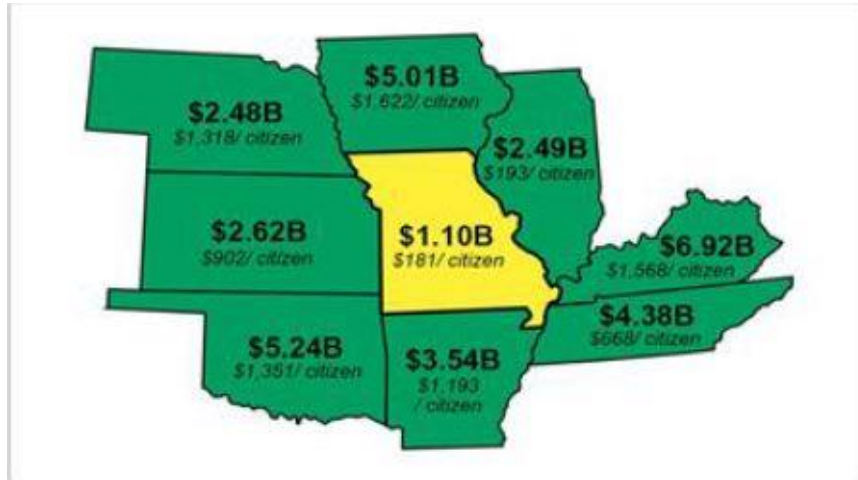 $5.01B
$1,622/ citizen
$2.48B
$1,318/ citizen
$2.49B
$193/ citizen
$2.62B
$902/ citizen
$1.10B
$181/ citizen
$6.92B
$1,568/ citizen
$4.38B
$668/ citizen
$5.24B
$1,351/ citizen
$3.54B
$1,193
/ citizen